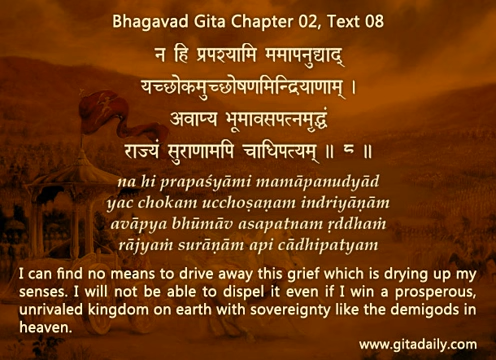 Bhagavad Gita Chapter 02, Text 08
न हि प्रपश्यामि ममापनुद्याद्
यच्छोकमुच्छोषणमिन्द्रियाणाम् ।
अवाप्य भूमावसपत्नमृद्धं
राज्यं सुराणामपि चाधिपत्यम् ॥ ८ ॥
na hi prapaśyāmi mamāpanudyād
yac chokam ucchoṣaṇam indriyāṇām
avāpya bhūmāv asapatnam ṛddhaṁ
rājyaṁ surāṇām api cādhipatyam
I can find no means to drive away this grief which is drying up my
senses. I will not be able to dispel it even if I win a prosperous,
unrivaled kingdom on earth with sovereignty like the demigods in
heaven.
www.gitadaily.com